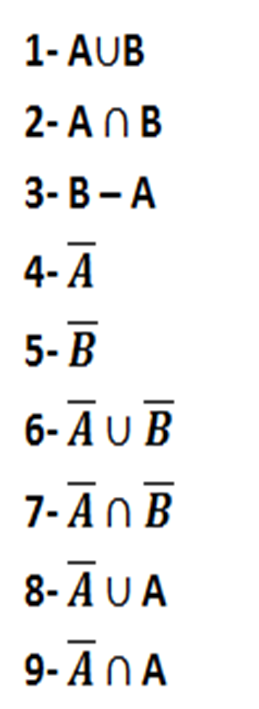 1- A∪B
2- A ∩ B
3- B – A
4- A̅
5- B̅
6- A̅ ∪ B̅
7- A̅ ∩ B̅
8- A̅ ∪ A
9- A̅ ∩ A